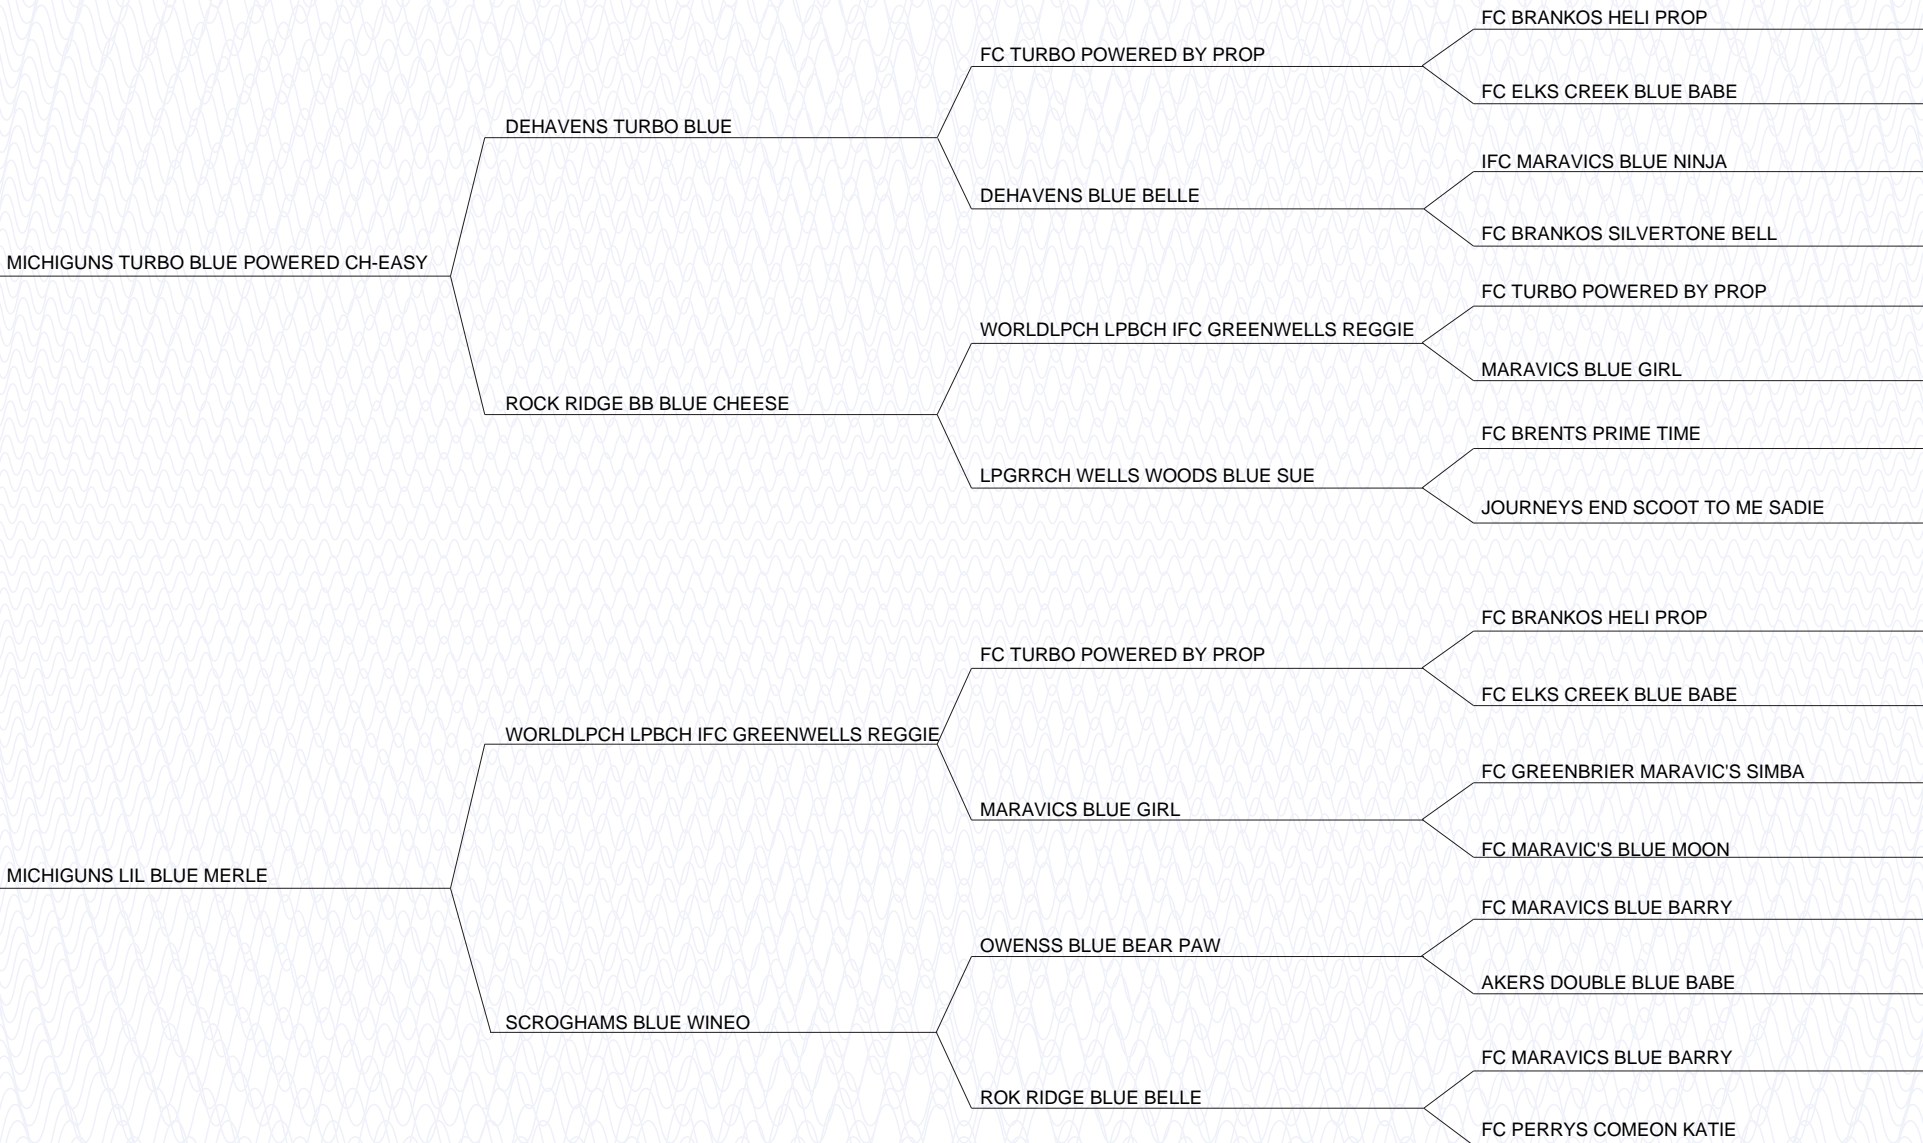 FC BRANKOS HELI PROP
FC TURBO POWERED BY PROP
FC ELKS CREEK BLUE BABE
DEHAVENS TURBO BLUE
IFC MARAVICS BLUE NINJA
DEHAVENS BLUE BELLE
FC BRANKOS SILVERTONE BELL
MICHIGUNS TURBO BLUE POWERED CH-EASY
FC TURBO POWERED BY PROP
WORLDLPCH LPBCH IFC GREENWELLS REGGIE
MARAVICS BLUE GIRL
ROCK RIDGE BB BLUE CHEESE
FC BRENTS PRIME TIME
LPGRRCH WELLS WOODS BLUE SUE
JOURNEYS END SCOOT TO ME SADIE
FC BRANKOS HELI PROP
FC TURBO POWERED BY PROP
FC ELKS CREEK BLUE BABE
WORLDLPCH LPBCH IFC GREENWELLS REGGIE
FC GREENBRIER MARAVIC'S SIMBA
MARAVICS BLUE GIRL
FC MARAVIC'S BLUE MOON
MICHIGUNS LIL BLUE MERLE
FC MARAVICS BLUE BARRY
OWENSS BLUE BEAR PAW
AKERS DOUBLE BLUE BABE
SCROGHAMS BLUE WINEO
FC MARAVICS BLUE BARRY
ROK RIDGE BLUE BELLE
FC PERRYS COMEON KATIE